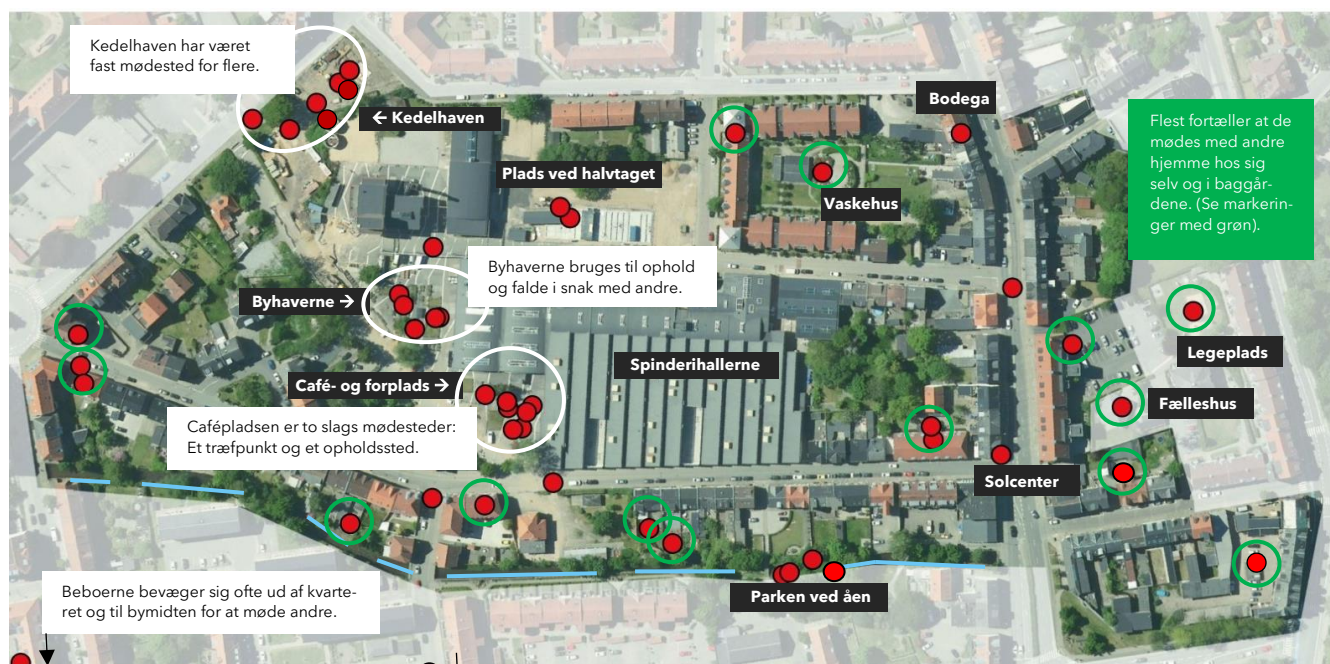 Kedelhaven har været
fast mødested for flere.
← Kedelhaven
Bodega
Plads ved halvtaget
Vaskehus
Flest fortæller at de
mødes med andre
hjemme hos sig
selv og i baggår-
dene. (Se markerin-
ger med grøn).
Byhaverne bruges til ophold
og falde i snak med andre.
Byhaverne →
Legeplads
Spinderihallerne
Café- og forplads →
Fælleshus
Cafépladsen er to slags mødesteder:
Et træfpunkt og et opholdssted.
Solcenter
Parken ved åen
Beboerne bevæger sig ofte ud af kvarte-
ret og til bymidten for at møde andre.